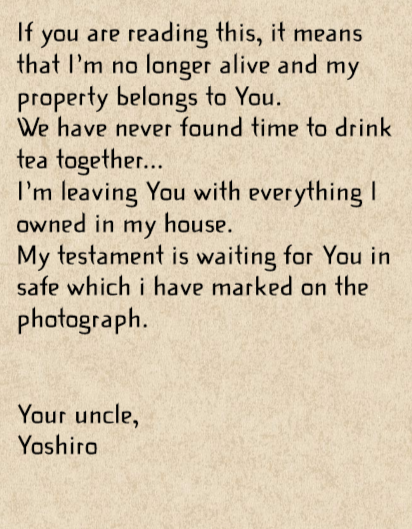 If you are reading this, it means
that I'm no longer alive and my
property belongs to You.
We have never found time to drink
tea together...
I'm leaving You with everything I
owned in my house.
My testament is waiting for You in
safe which i have marked on the
photograph.
Your uncle,
Yoshiro